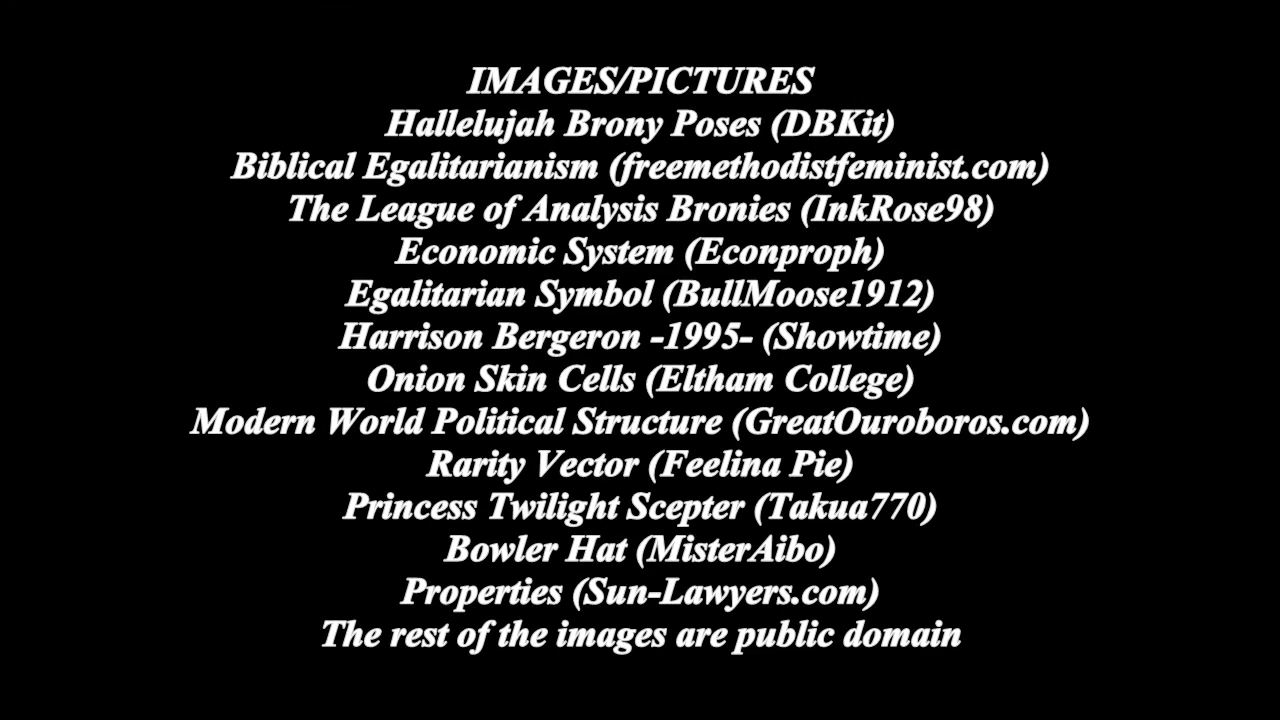 IMAGES/PICTURES
Hallelujah Brony Poses (DBKit)
Biblical Egalitarianism (freemethodistfeminist.com)
The League of Analysis Bronies (InkRose98)
Economic System (Econproph)
Egalitarian Symbol (BullMoose1912)
Harrison Bergeron -1995- (Showtime)
Onion Skin Cells (Eltham College)
Modern World Political Structure (GreatOuroboros.com)
Rarity Vector (Feelina Pie)
Princess Twilight Scepter (Takua770)
Bowler Hat (MisterAibo)
Properties (Sun-Lawyers.com)
The rest of the images are public domain